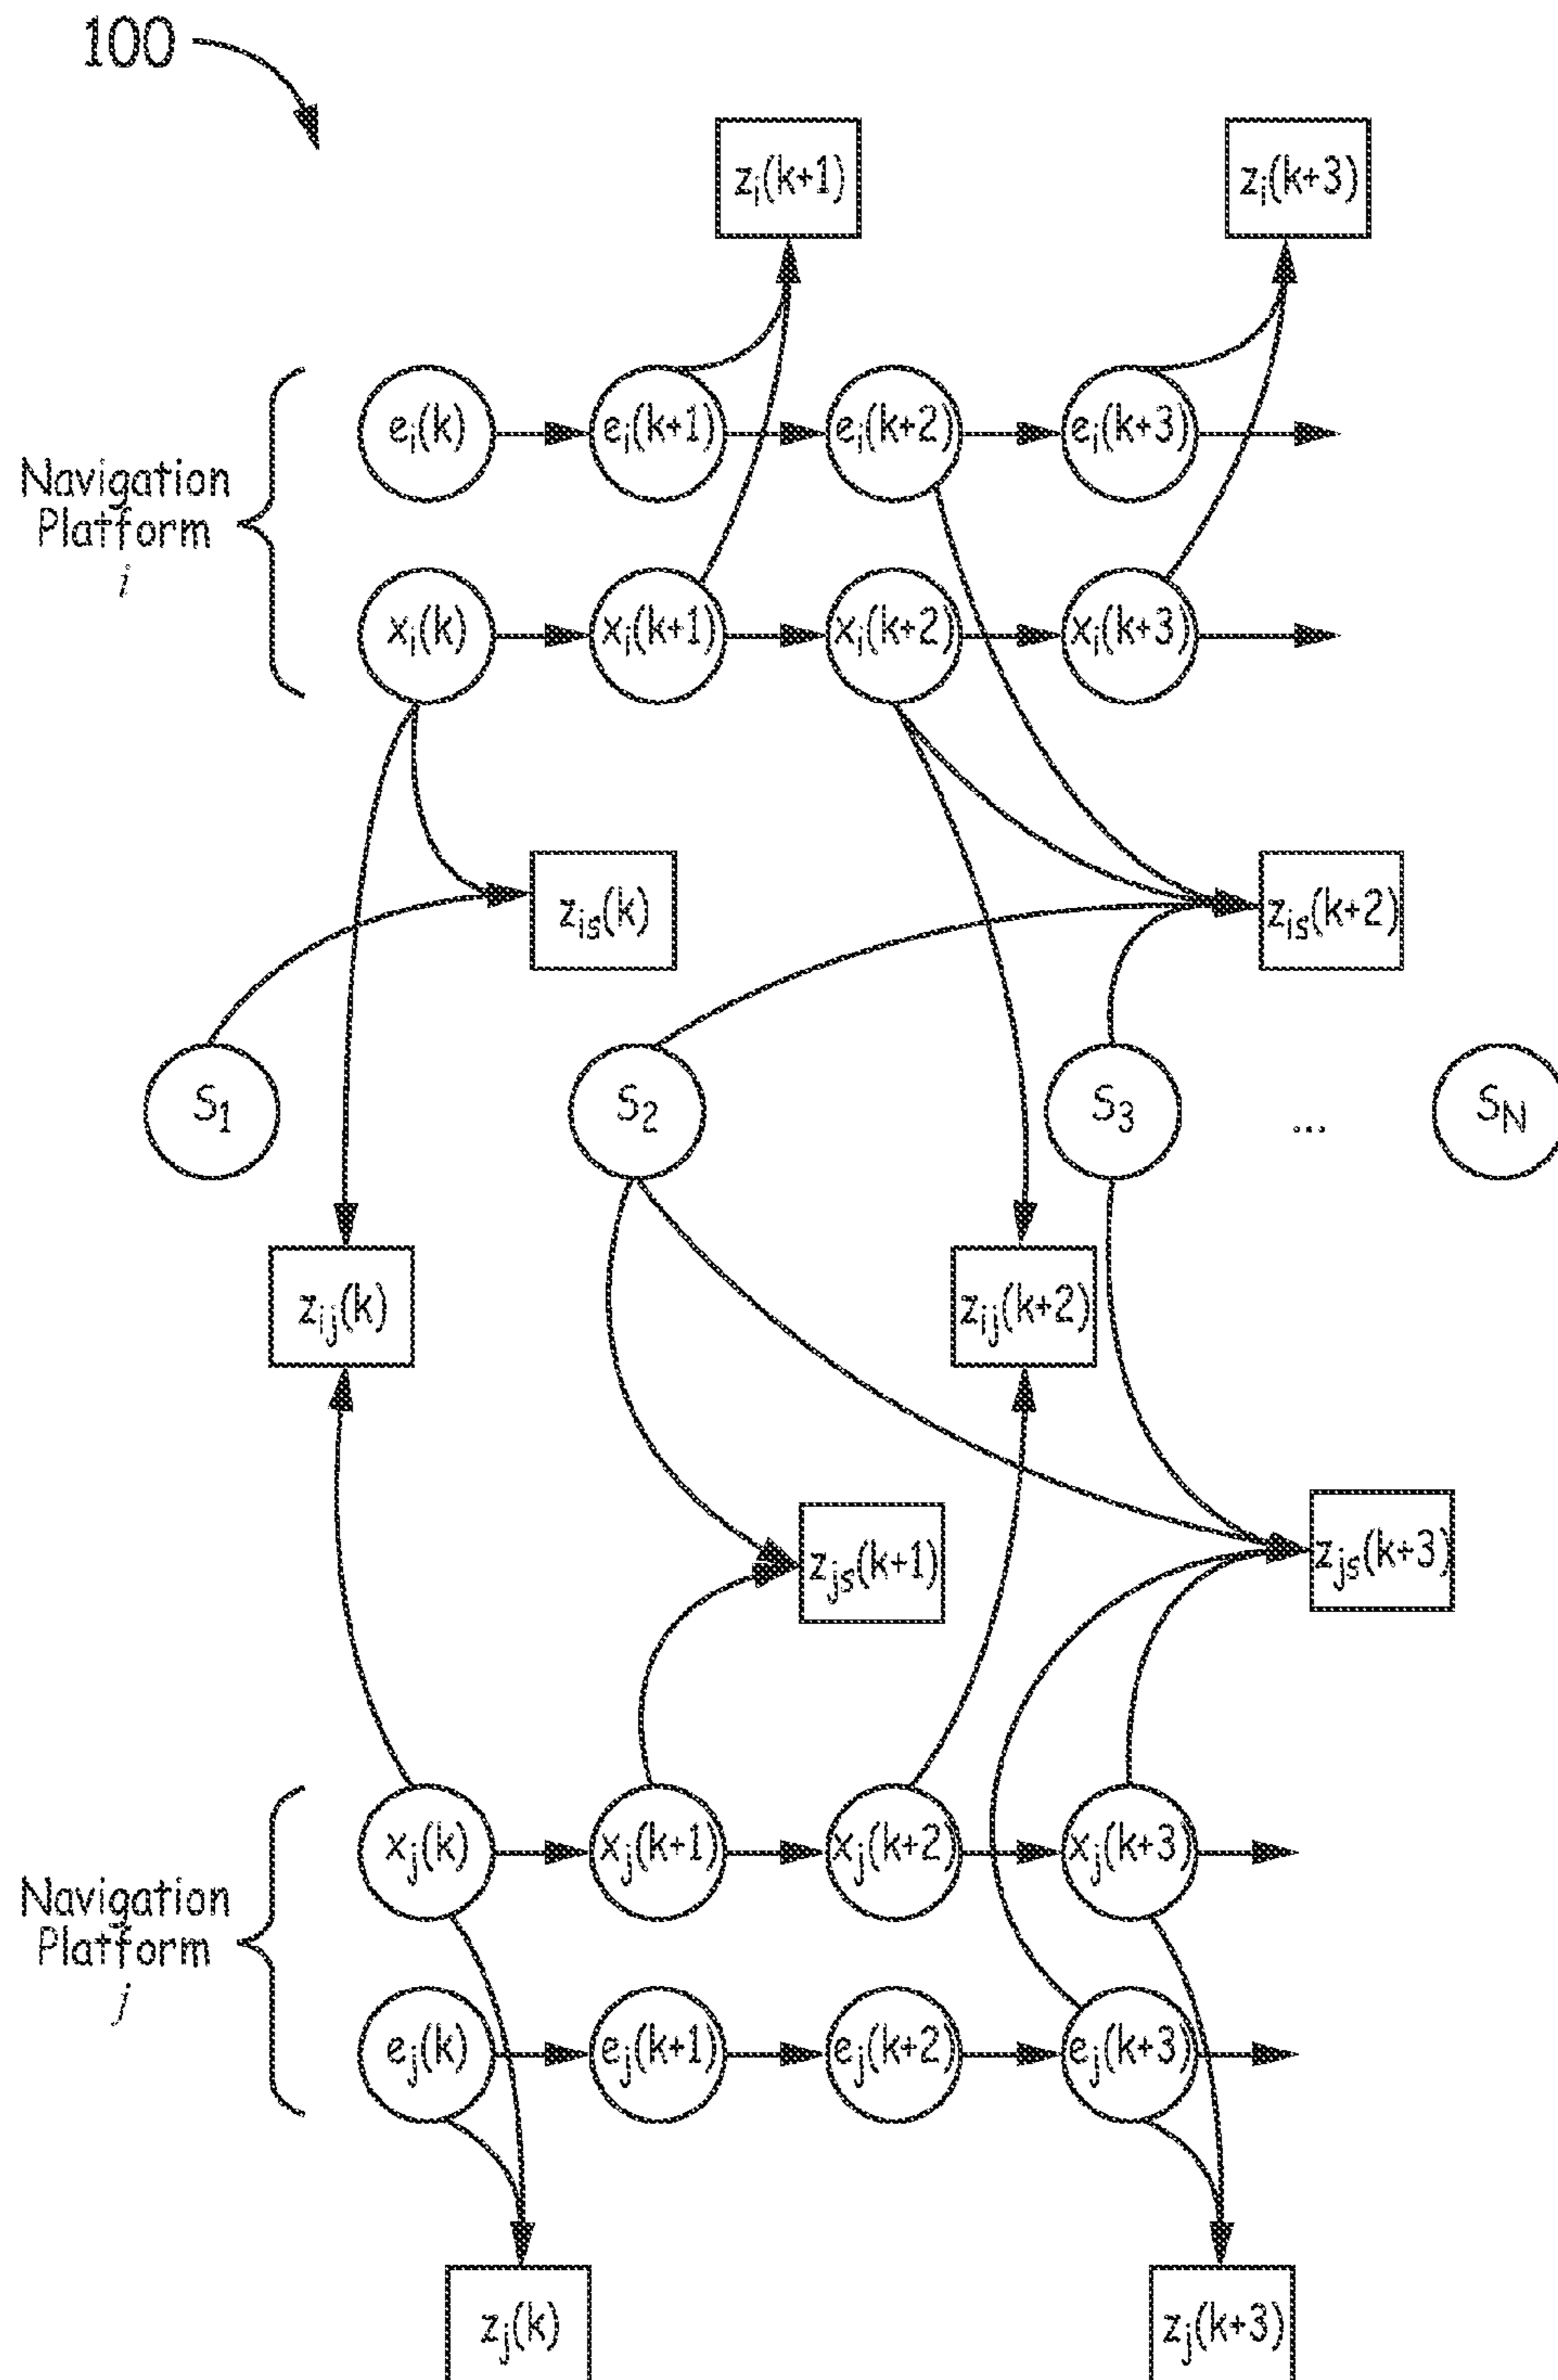 100
z_i(k+1) z_i(k+3)
e_i(k) e_i(k+1) e_i(k+2) e_i(k+3)
Navigation
Platform
i
x_i(k) x_i(k+1) x_i(k+2) x_i(k+3)
z_is(k) z_is(k+2)
S_1 S_2 S_3 ... S_N
z_ij(k) z_ij(k+2)
z_js(k+1) z_js(k+3)
x_j(k) x_j(k+1) x_j(k+2) x_j(k+3)
Navigation
Platform
j
e_j(k) e_j(k+1) e_j(k+2) e_j(k+3)
z_j(k) z_j(k+3)